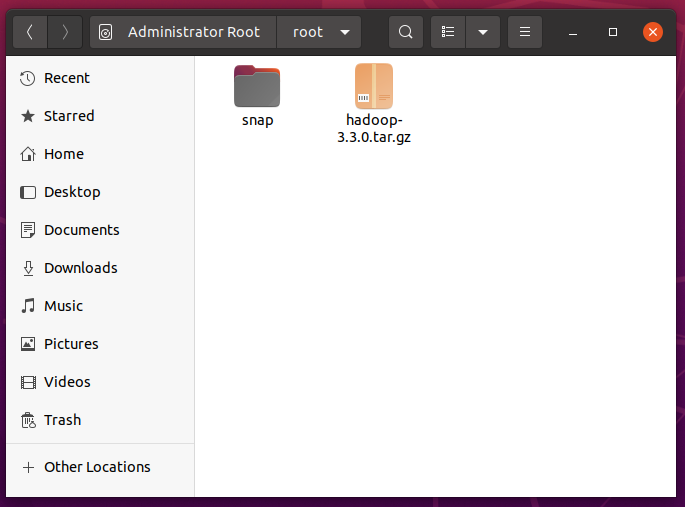 Administrator Root
root
Recent
Starred
Home
Desktop
Documents
Downloads
Music
Pictures
Videos
Trash
Other Locations
snap
hadoop-
3.3.0.tar.gz